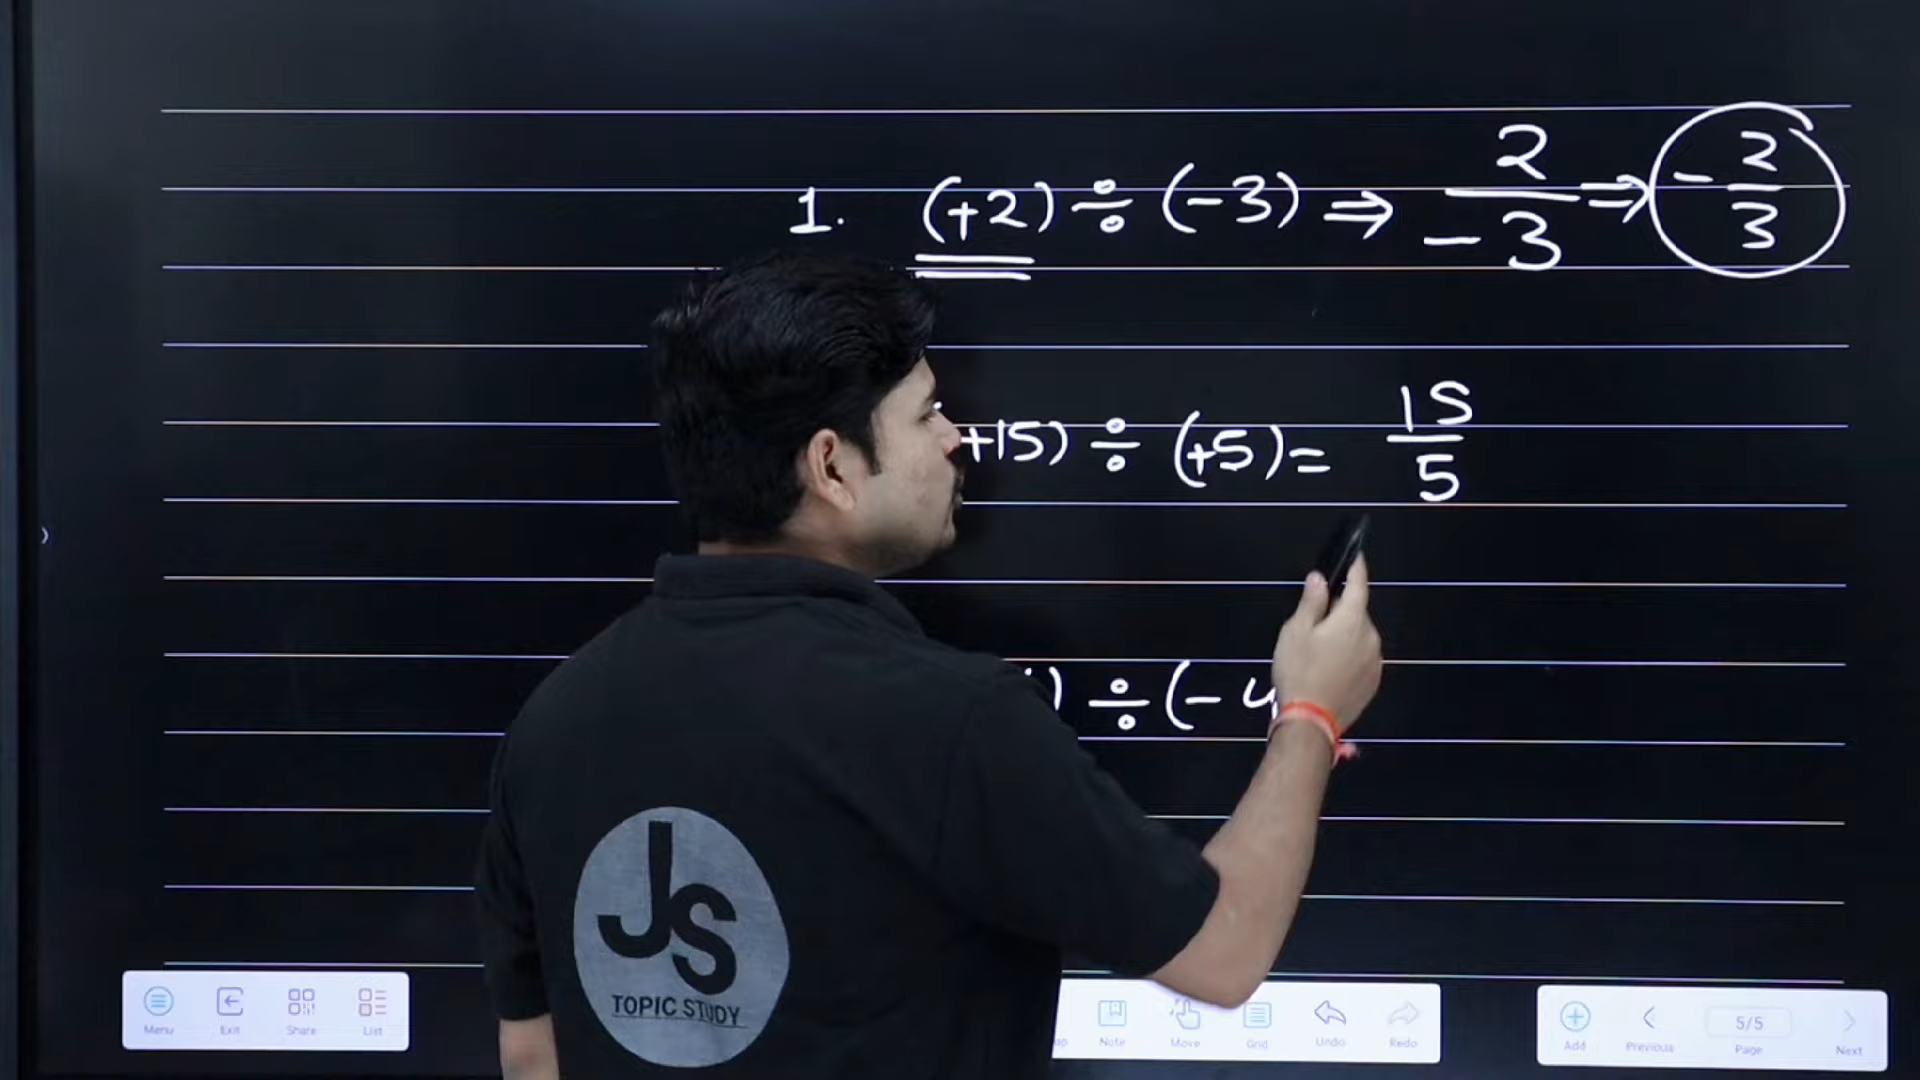 1. (+2) ÷ (-3) ⇒ 2/-3 ⇒ -2/3
+15) ÷ (+5) = 15/5
) ÷ (- 4
JS
TOPIC STUDY
Menu Exit Share List
Note Move Grid Undo Redo
Add Previous 5/5 Page Next